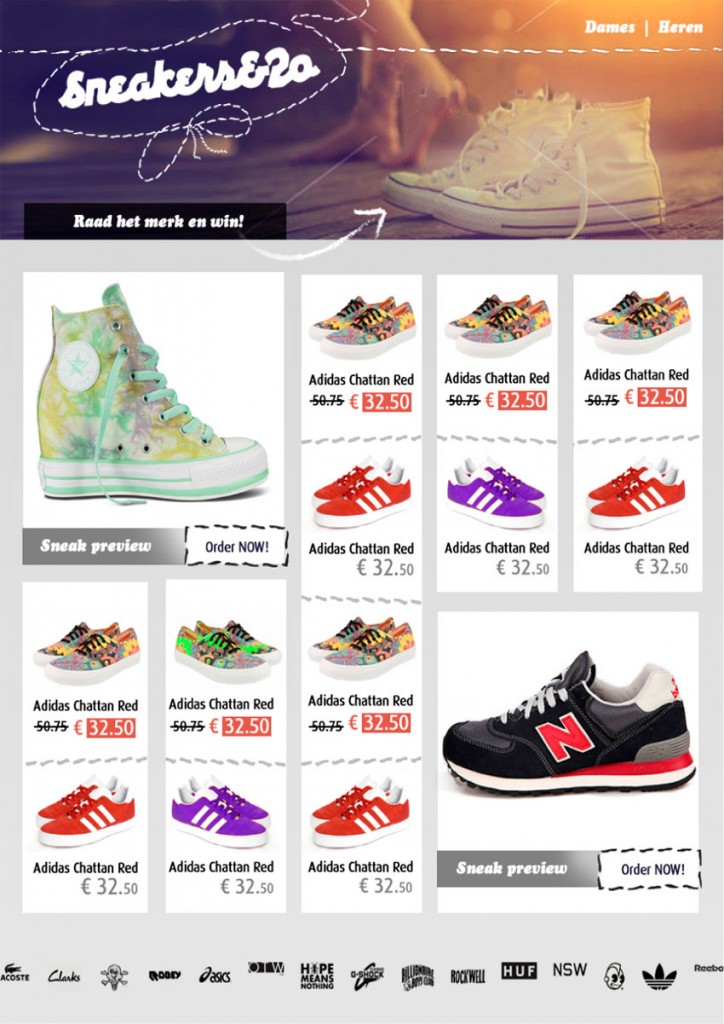 Dames | Heren
Sneakers&Zo
Raad het merk en win!
Adidas Chattan Red
50.75 € 32.50
Adidas Chattan Red
50.75 € 32.50
Adidas Chattan Red
50.75 € 32.50
Adidas Chattan Red
€ 32.50
Adidas Chattan Red
€ 32.50
Adidas Chattan Red
€ 32.50
Sneak preview
Order NOW!
Adidas Chattan Red
50.75 € 32.50
Adidas Chattan Red
50.75 € 32.50
Adidas Chattan Red
50.75 € 32.50
N
Adidas Chattan Red
€ 32.50
Adidas Chattan Red
€ 32.50
Adidas Chattan Red
€ 32.50
Sneak preview
Order NOW!
ACOSTE
Clarks
asics
OTW
HOPE
MEANS
NOTHING
G-SHOCK
BILLIONAIRE
BOYS CLUB
ROCKWELL
HUF
NSW
adidas
Reebo